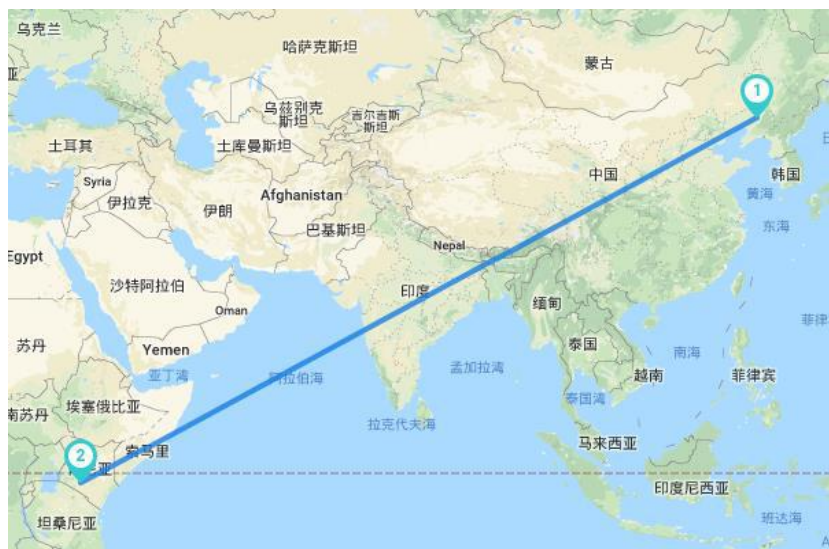 乌克兰
哈萨克斯坦
蒙古
1
乌兹别克
斯坦
吉尔吉斯
斯坦
土耳其
土库曼斯坦
Syria
Afghanistan
中国
韩国
伊拉克
伊朗
黄海
巴基斯坦
Nepal
东海
Egypt
沙特阿拉伯
印度
缅甸
Oman
苏丹
Yemen
泰国
南海
菲律
亚丁湾
阿拉伯海
孟加拉湾
越南
菲律宾
埃塞俄比亚
泰国湾
南苏丹
拉克代夫海
索马里
马来西亚
2
亚
印度尼西亚
坦桑尼亚
班达海